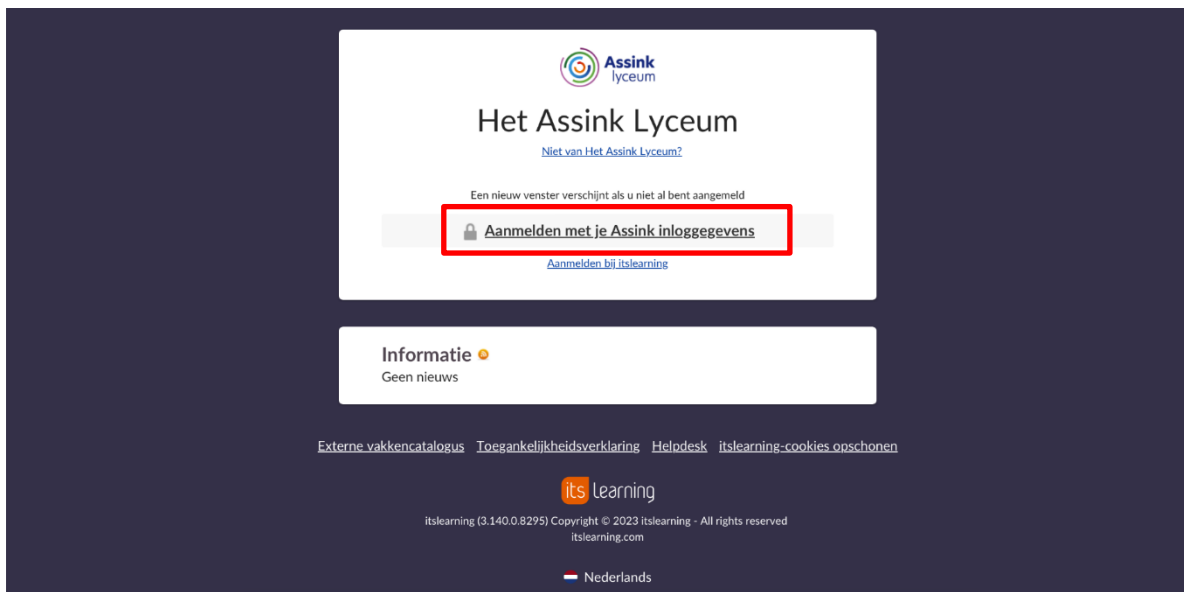 Assink
lyceum
Het Assink Lyceum
Niet van Het Assink Lyceum?
Een nieuw venster verschijnt als u niet al bent aangemeld
Aanmelden met je Assink inloggegevens
Aanmelden bij itslearning
Informatie
Geen nieuws
Externe vakkencatalogus Toegankelijkheidsverklaring Helpdesk itslearning-cookies opschonen
its learning
itslearning (3.140.0.8295) Copyright © 2023 itslearning - All rights reserved
itslearning.com
Nederlands